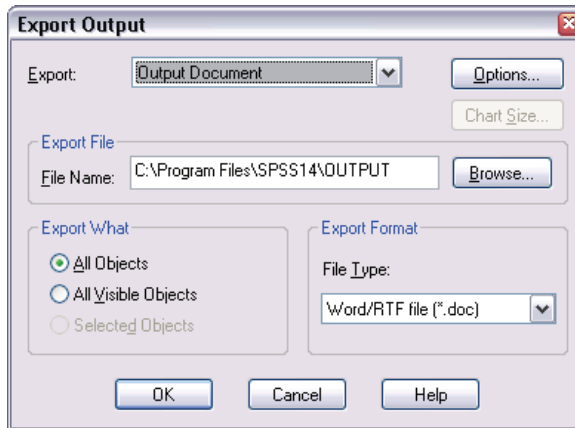 Export Output
Export: Output Document Options...
Chart Size...
Export File
File Name: C:\Program Files\SPSS14\OUTPUT Browse...
Export What
All Objects
All Visible Objects
Selected Objects
Export Format
File Type:
Word/RTF file (*.doc)
OK Cancel Help